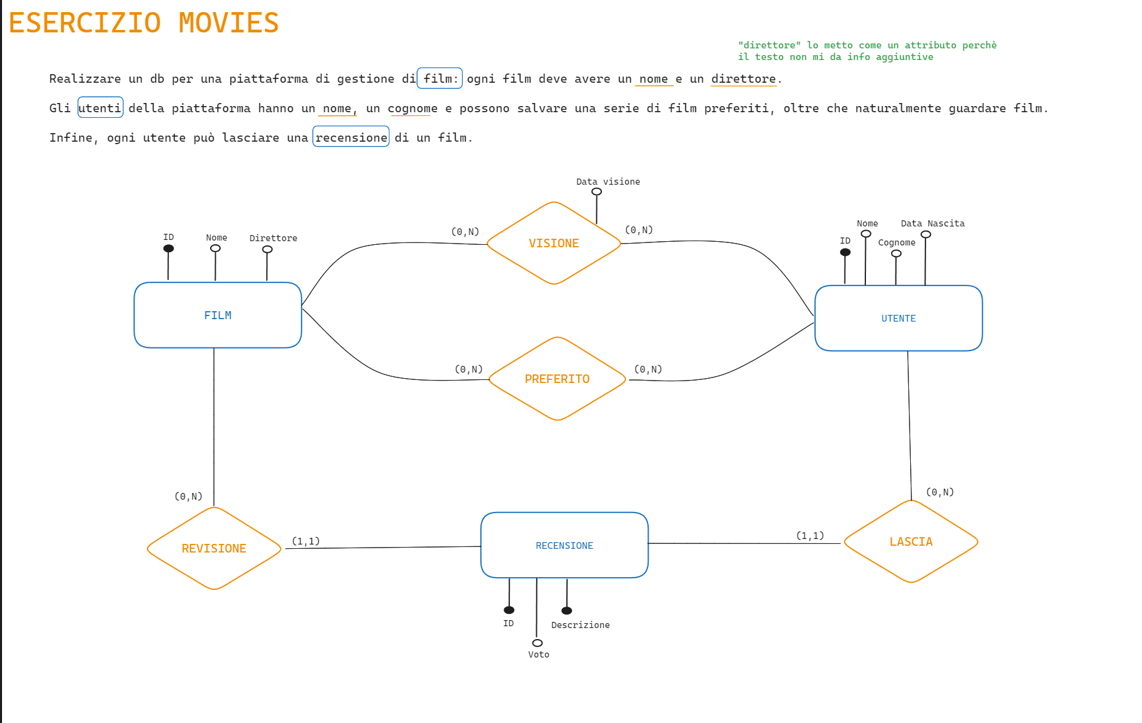 ESERCIZIO MOVIES
"direttore" lo metto come un attributo perchè
il testo non mi da info aggiuntive
Realizzare un db per una piattaforma di gestione di film: ogni film deve avere un nome e un direttore.
Gli utenti della piattaforma hanno un nome, un cognome e possono salvare una serie di film preferiti, oltre che naturalmente guardare film.
Infine, ogni utente può lasciare una recensione di un film.
Data visione
(0,N)
VISIONE
(0,N)
ID
Nome
Direttore
FILM
ID
Nome
Cognome
Data Nascita
UTENTE
(0,N)
PREFERITO
(0,N)
(0,N)
REVISIONE
(1,1)
RECENSIONE
(1,1)
LASCIA
(0,N)
ID
Voto
Descrizione